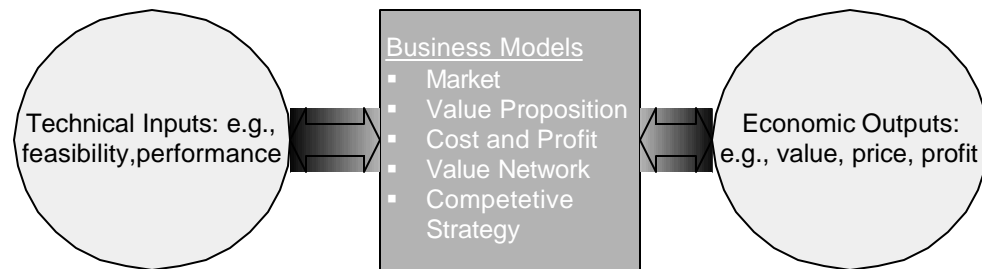 Technical Inputs: e.g.,
feasibility,performance
Business Models
▪ Market
▪ Value Proposition
▪ Cost and Profit
▪ Value Network
▪ Competetive
Strategy
Economic Outputs:
e.g., value, price, profit